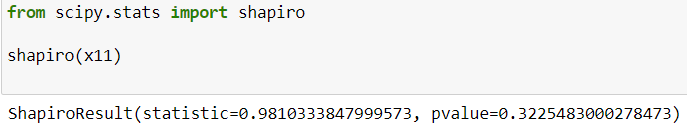 from scipy.stats import shapiro
shapiro(x11)
ShapiroResult(statistic=0.9810333847999573, pvalue=0.3225483000278473)